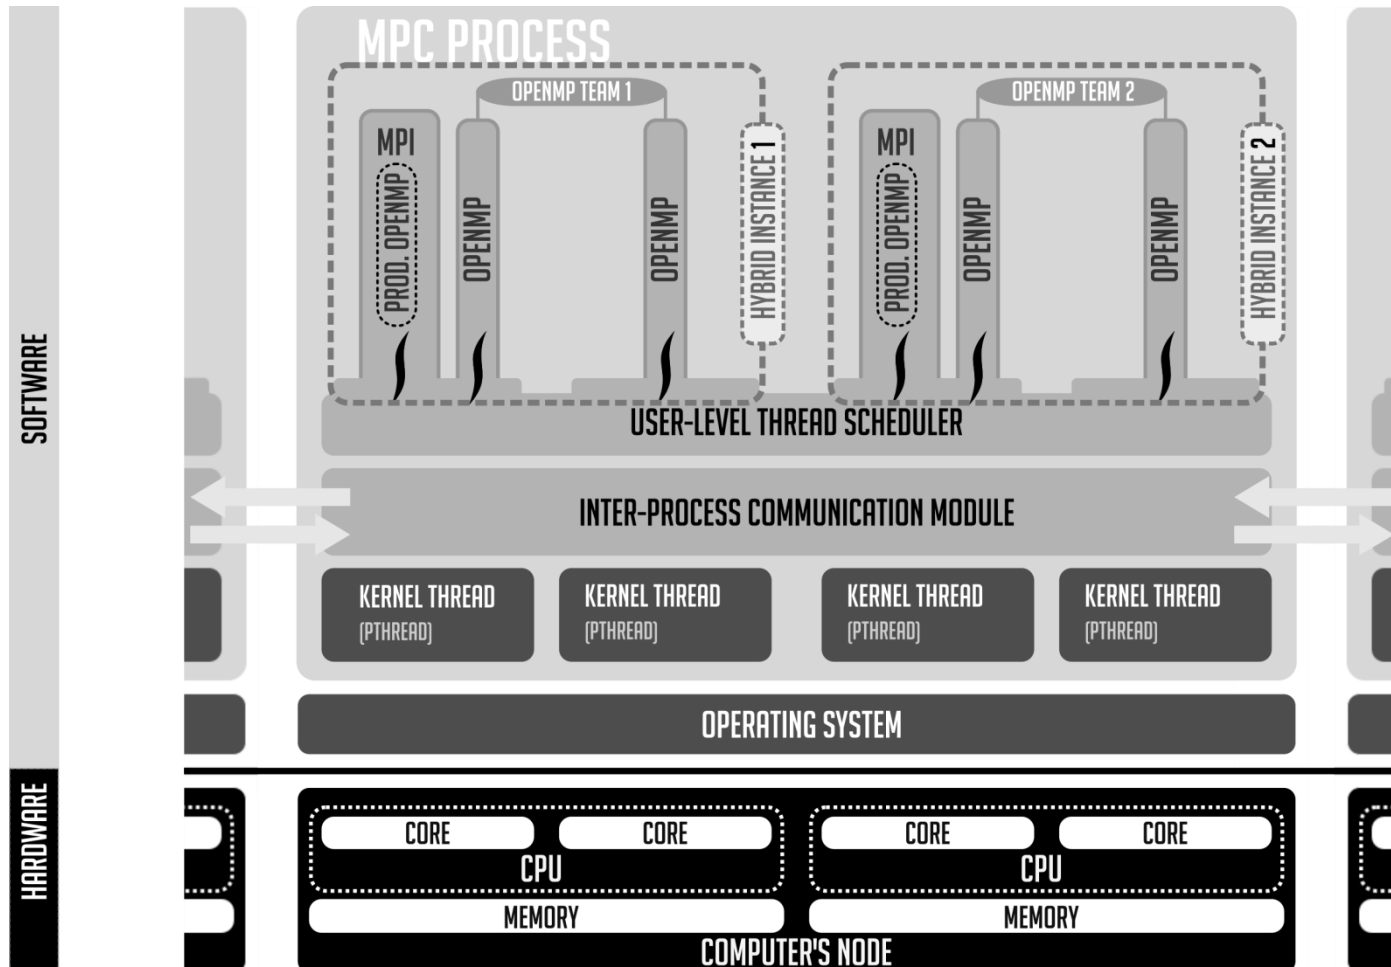 MPC PROCESS
OPENMP TEAM 1
OPENMP TEAM 2
MPI
PROD. OPENMP
OPENMP
OPENMP
HYBRID INSTANCE 1
MPI
PROD. OPENMP
OPENMP
OPENMP
HYBRID INSTANCE 2
SOFTWARE
USER-LEVEL THREAD SCHEDULER
INTER-PROCESS COMMUNICATION MODULE
KERNEL THREAD
(PTHREAD)
KERNEL THREAD
(PTHREAD)
KERNEL THREAD
(PTHREAD)
KERNEL THREAD
(PTHREAD)
OPERATING SYSTEM
HARDWARE
CORE
CORE
CPU
CORE
CORE
CPU
MEMORY
MEMORY
COMPUTER'S NODE